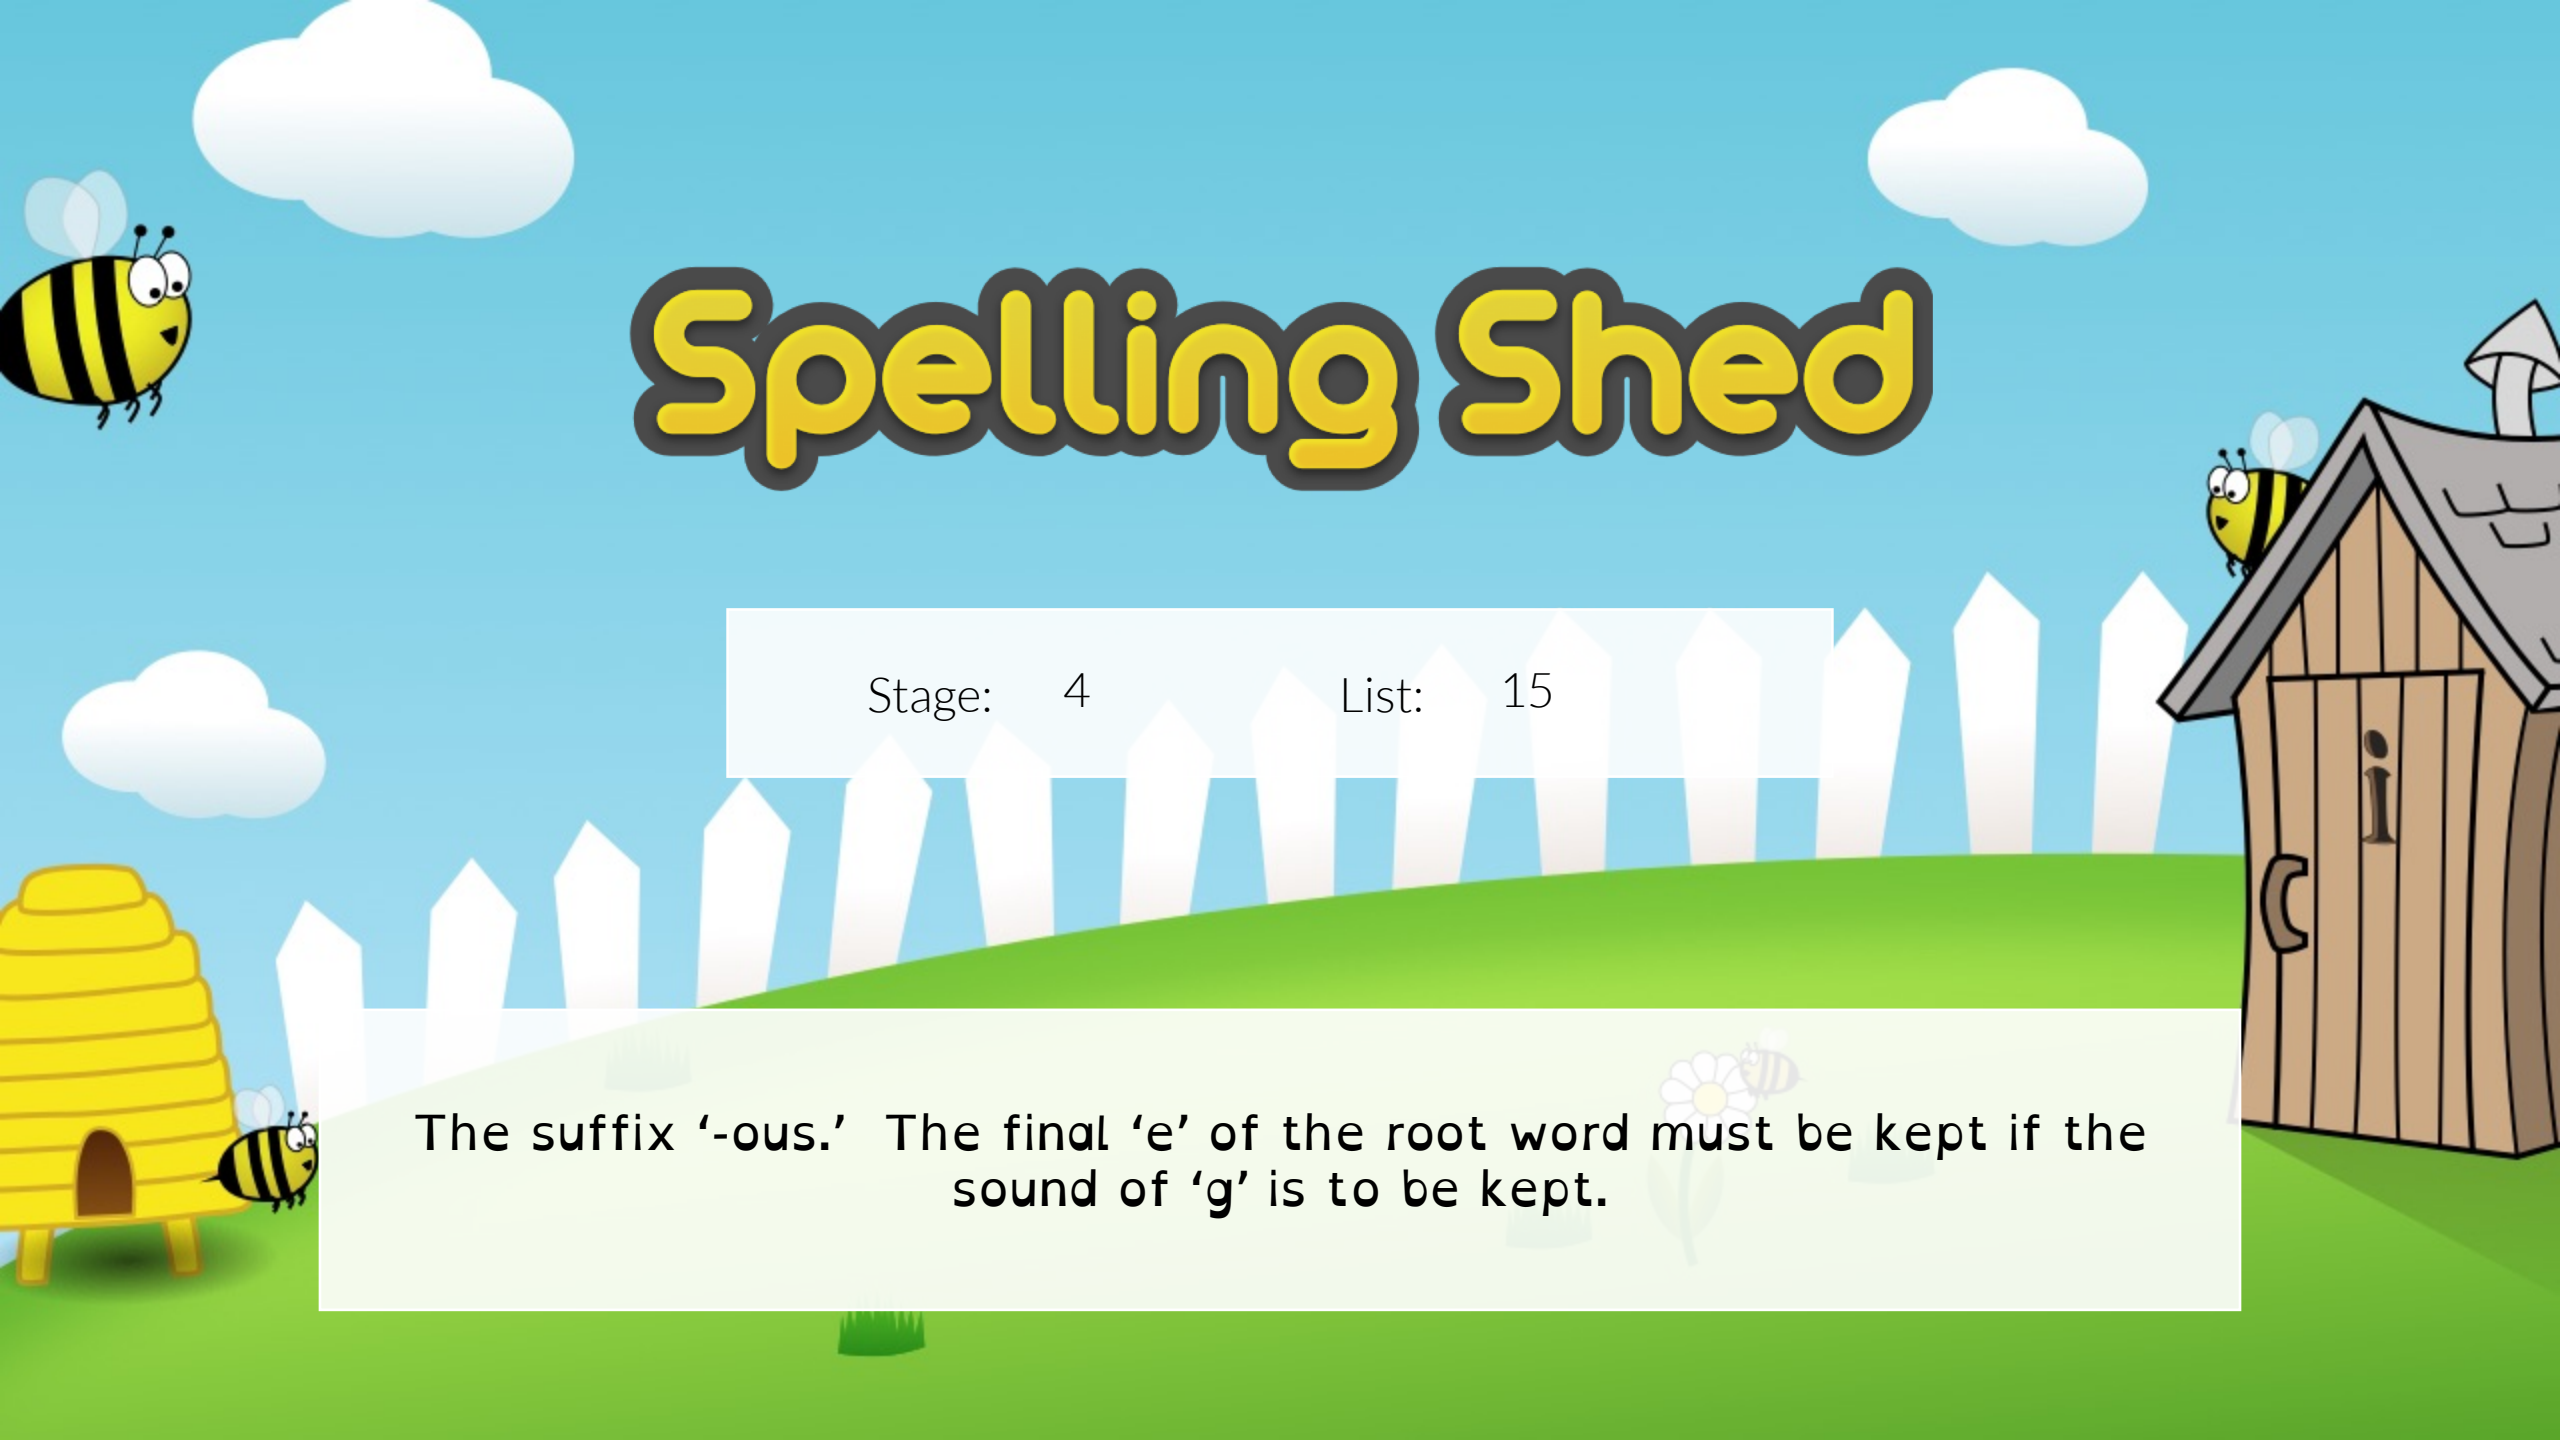 Spelling Shed
Stage: 4 List: 15
i
The suffix ‘-ous.’ The final ‘e’ of the root word must be kept if the
sound of ‘g’ is to be kept.